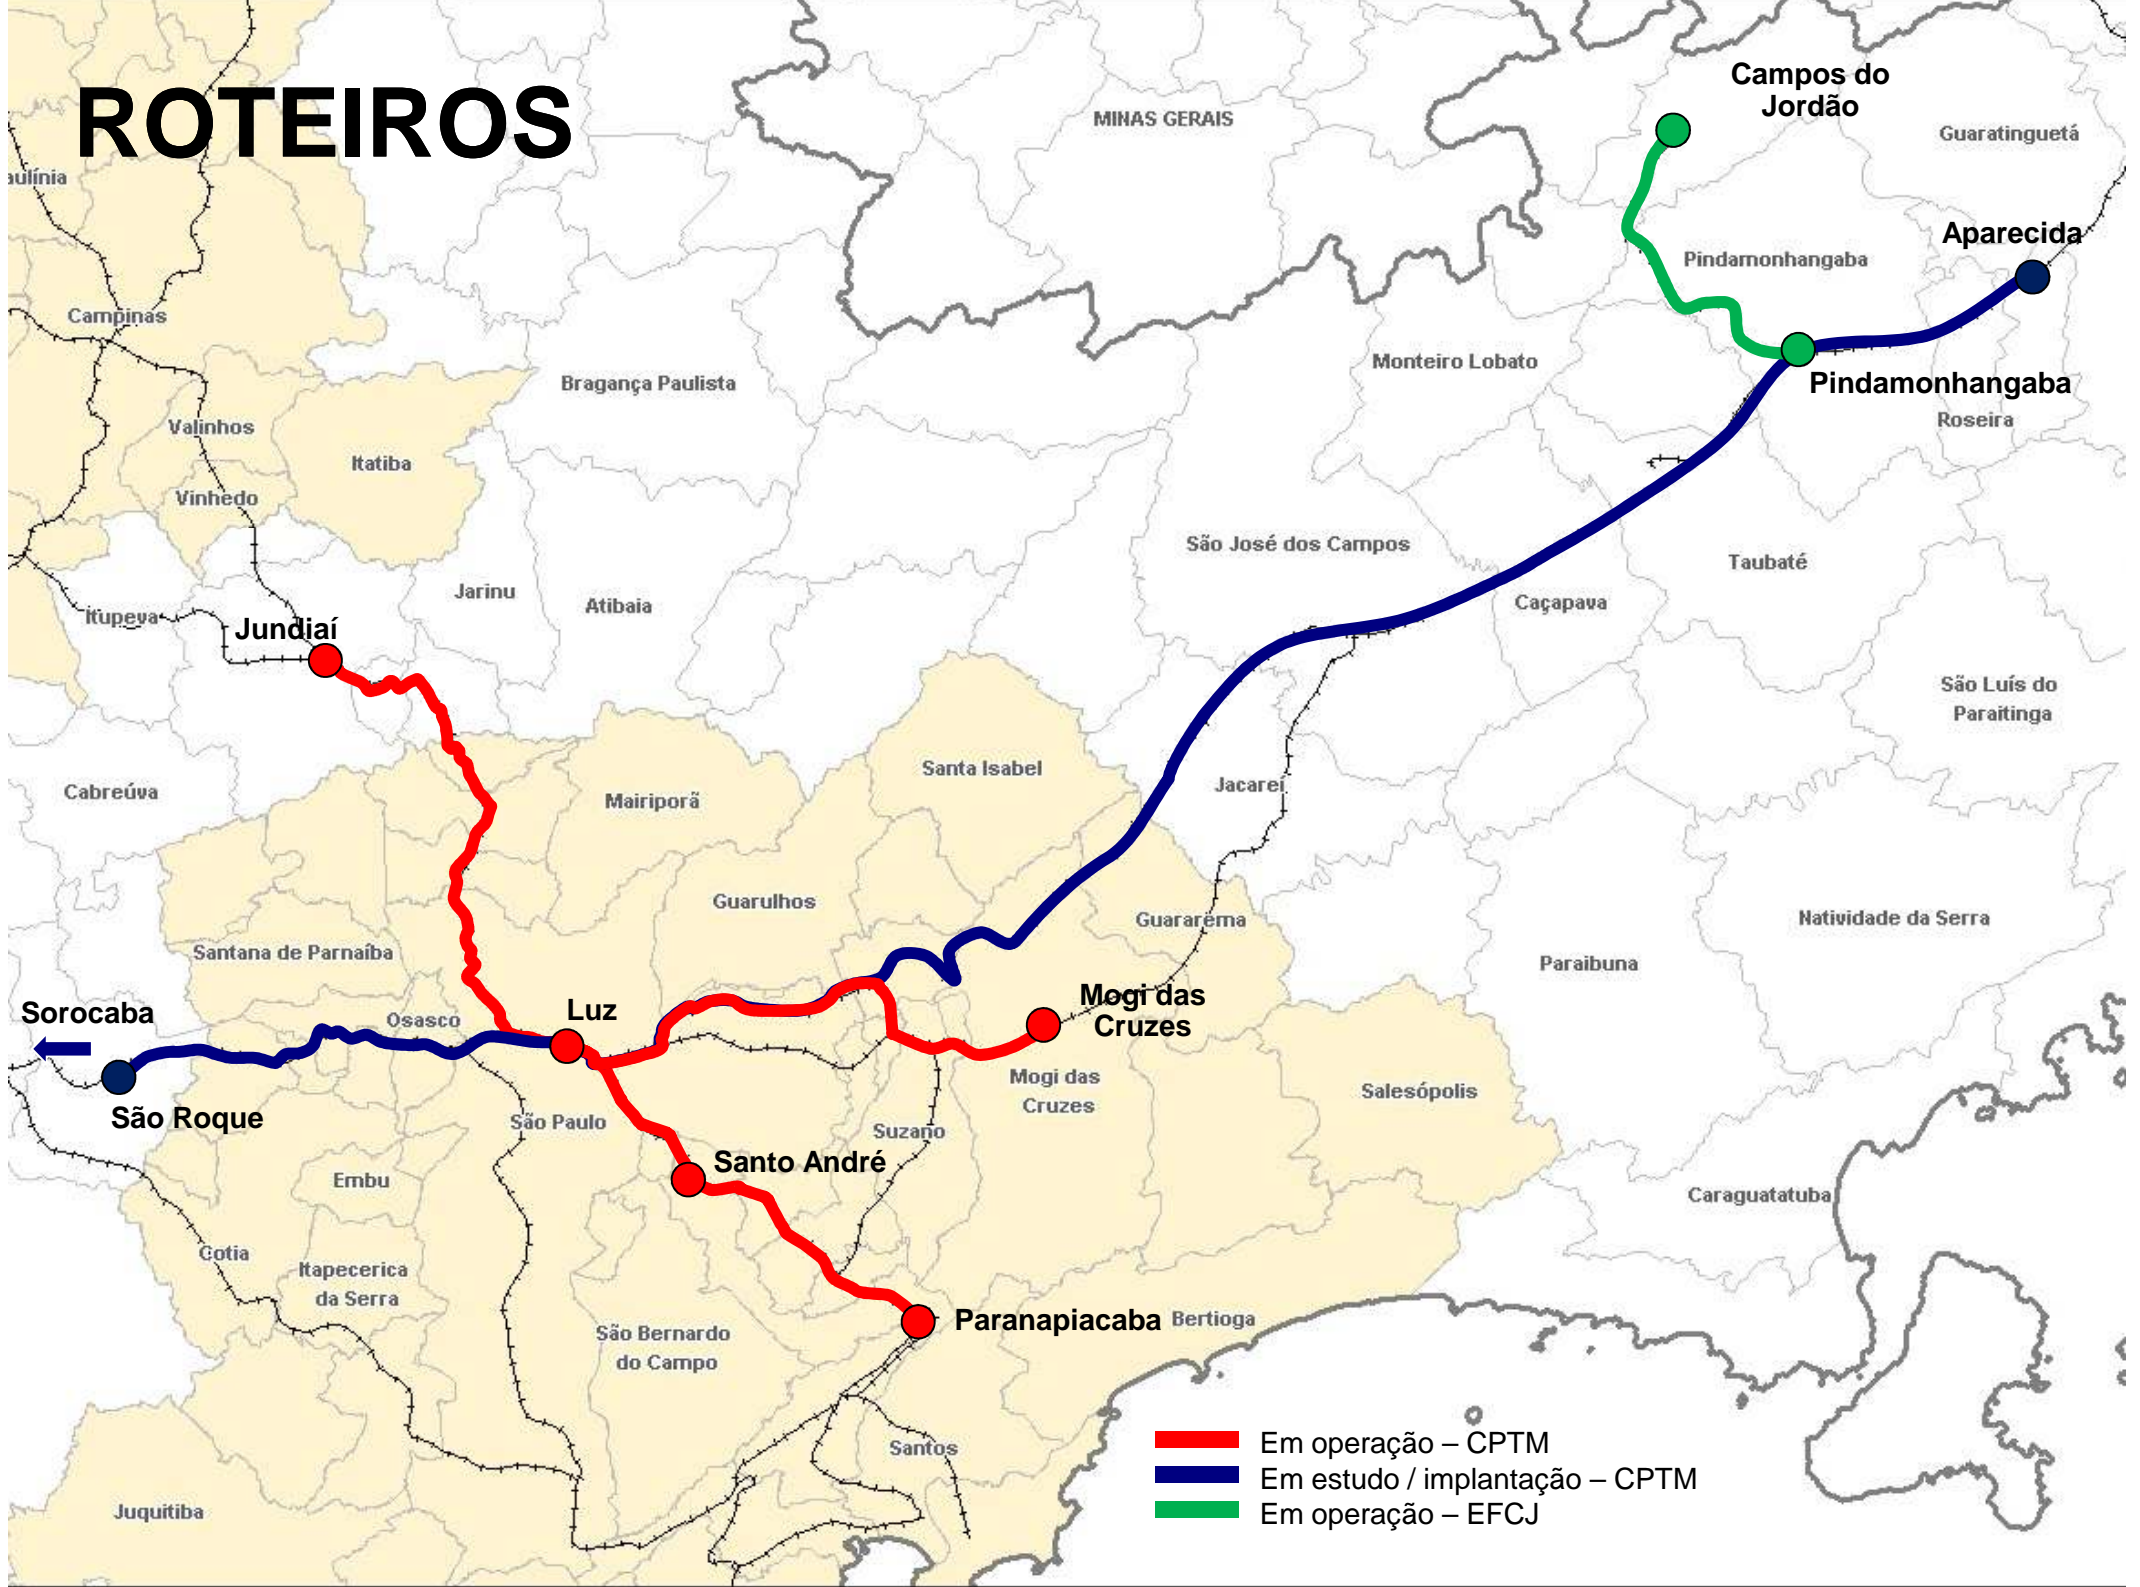 ROTEIROS
Campos do
Jordão
MINAS GERAIS
Guaratinguetá
aulínia
Aparecida
Pindamonhangaba
Campinas
Monteiro Lobato
Bragança Paulista
Pindamonhangaba
Roseira
Valinhos
Itatiba
Vinhedo
São José dos Campos
Taubaté
Jarinu
Atibaia
Caçapava
Itupeva
Jundiaí
São Luís do
Paraitinga
Santa Isabel
Jacareí
Cabreúva
Mairiporã
Guarulhos
Guararema
Natividade da Serra
Santana de Parnaíba
Paraibuna
Mogi das
Cruzes
Sorocaba
Luz
Osasco
Mogi das
Cruzes
Salesópolis
São Roque
São Paulo
Suzano
Santo André
Embu
Caraguatatuba
Cotia
Itapecerica
da Serra
Paranapiacaba
Bertioga
São Bernardo
do Campo
Santos
Em operação – CPTM
Em estudo / implantação – CPTM
Em operação – EFCJ
Juquitiba